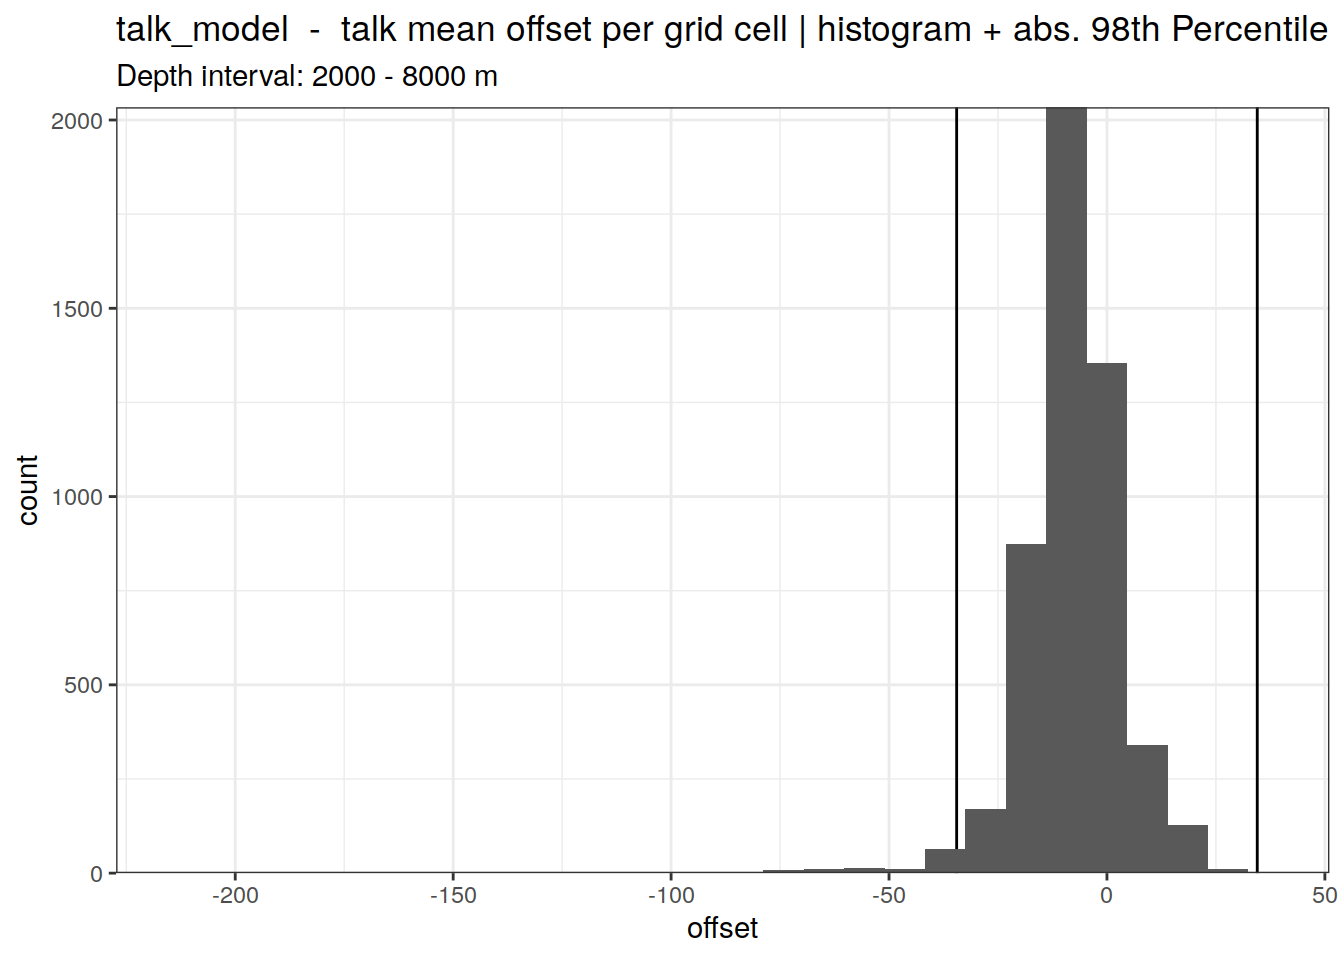 talk_model  -  talk mean offset per grid cell | histogram + abs. 98th Percentile
Depth interval: 2000 - 8000 m
2000
1500
1000
500
0
count
-200 -150 -100 -50 0 50
offset